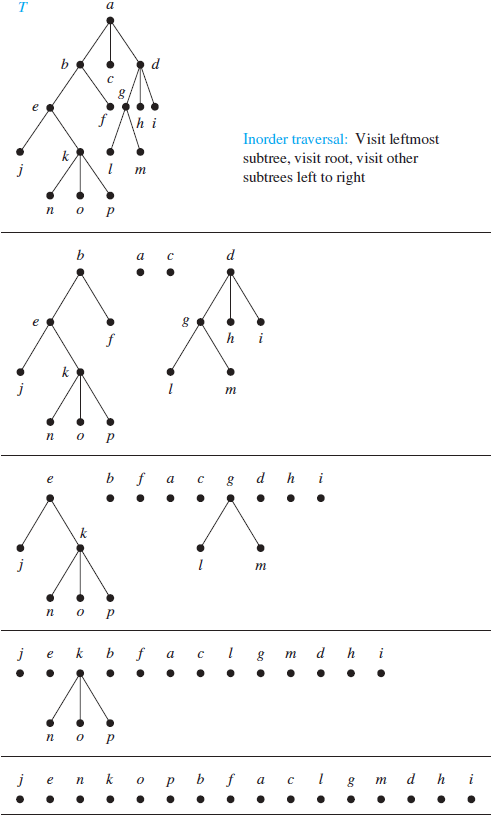 T
a
b d
c
g
e f h i
j k l m
n o p
Inorder traversal: Visit leftmost
subtree, visit root, visit other
subtrees left to right
b a c d
e g
f h i
j k l m
n o p
e b f a c g d h i
k
j l m
n o p
j e k b f a c l g m d h i
n o p
j e n k o p b f a c l g m d h i